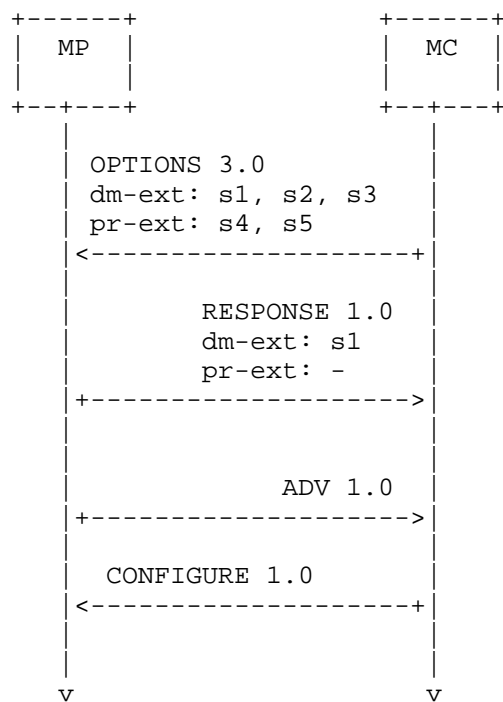 MP MC
OPTIONS 3.0
dm-ext: s1, s2, s3
pr-ext: s4, s5
RESPONSE 1.0
dm-ext: s1
pr-ext: -
ADV 1.0
CONFIGURE 1.0
v v